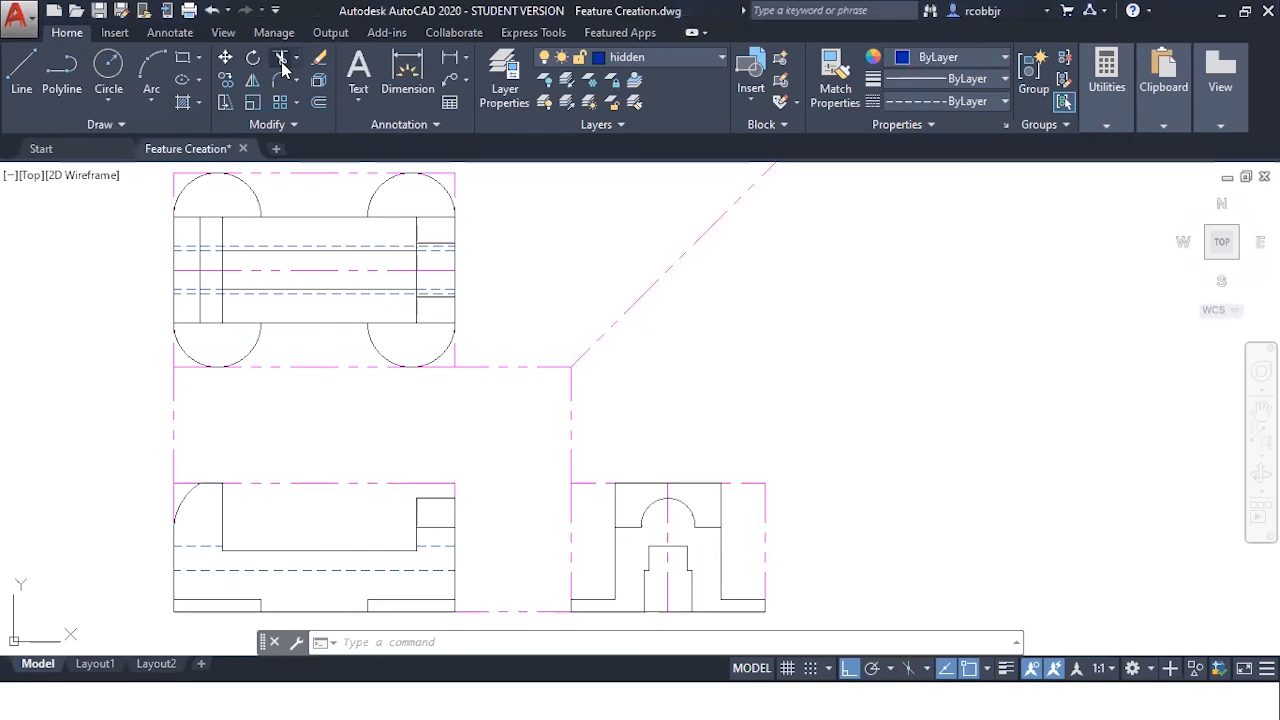 Autodesk AutoCAD 2020 - STUDENT VERSION Feature Creation.dwg
Type a keyword or phrase
rcobbjr
Home Insert Annotate View Manage Output Add-ins Collaborate Express Tools Featured Apps
Line Polyline Circle Arc
Text Dimension
Layer Properties
hidden
Insert
Match Properties
ByLayer
ByLayer
ByLayer
Group
Utilities
Clipboard
View
Draw Modify Annotation Layers Block Properties Groups
Start Feature Creation*
[−][Top][2D Wireframe]
N
W TOP E
S
WCS
Y
X
Type a command
Model Layout1 Layout2
MODEL
1:1